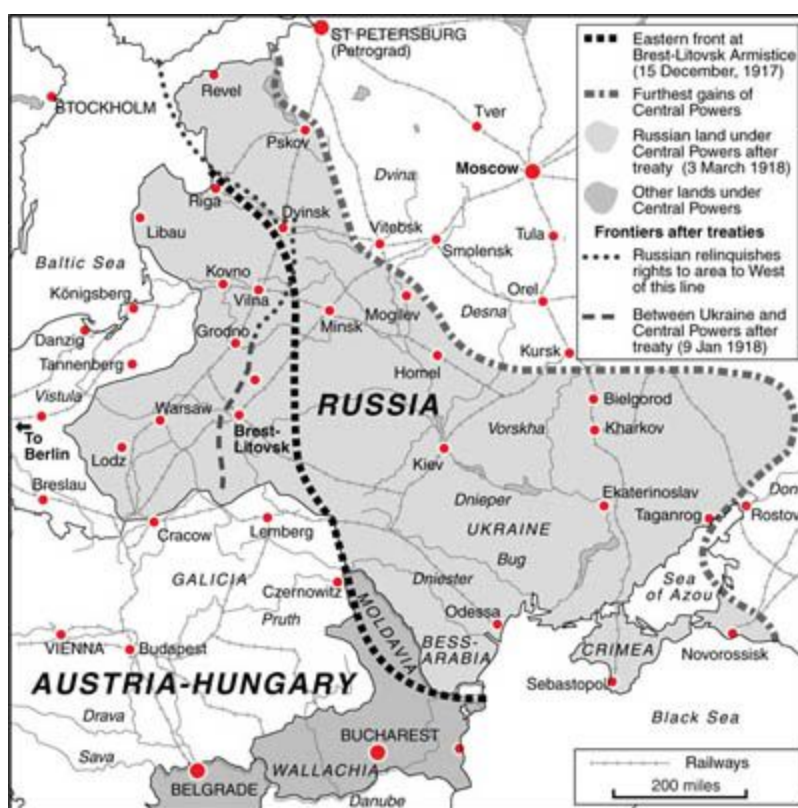 ST PETERSBURG
(Petrograd)
Eastern front at
Brest-Litovsk Armistice
(15 December, 1917)
Furthest gains of
Central Powers
Russian land under
Central Powers after
treaty (3 March 1918)
Other lands under
Central Powers
Frontiers after treaties
Russian relinquishes
rights to area to West
of this line
Between Ukraine and
Central Powers after
treaty (9 Jan 1918)
Revel
STOCKHOLM
Tver
Pskov
Moscow
Dvina
Riga
Dyinsk
Libau
Vitebsk
Smolensk
Tula
Baltic Sea
Kovno
Vilna
Königsberg
Mogilev
Orel
Minsk
Desna
Danzig
Grodno
Tannenberg
Homel
Kursk
Vistula
Warsaw
RUSSIA
Bielgorod
To
Berlin
Brest-
Litovsk
Vorskha
Kharkov
Lodz
Kiev
Breslau
Dnieper
Ekaterinoslav
Don
Taganrog
Rostov
Cracow
Lemberg
UKRAINE
Bug
GALICIA
Czernowitz
Dniester
Sea
of Azou
Pruth
MOLDAVIA
Odessa
VIENNA
Budapest
BESS-
ARABIA
CRIMEA
Novorossisk
AUSTRIA-HUNGARY
Sebastopol
Drava
Black Sea
Sava
BUCHAREST
BELGRADE
WALLACHIA
Danube
Railways
200 miles